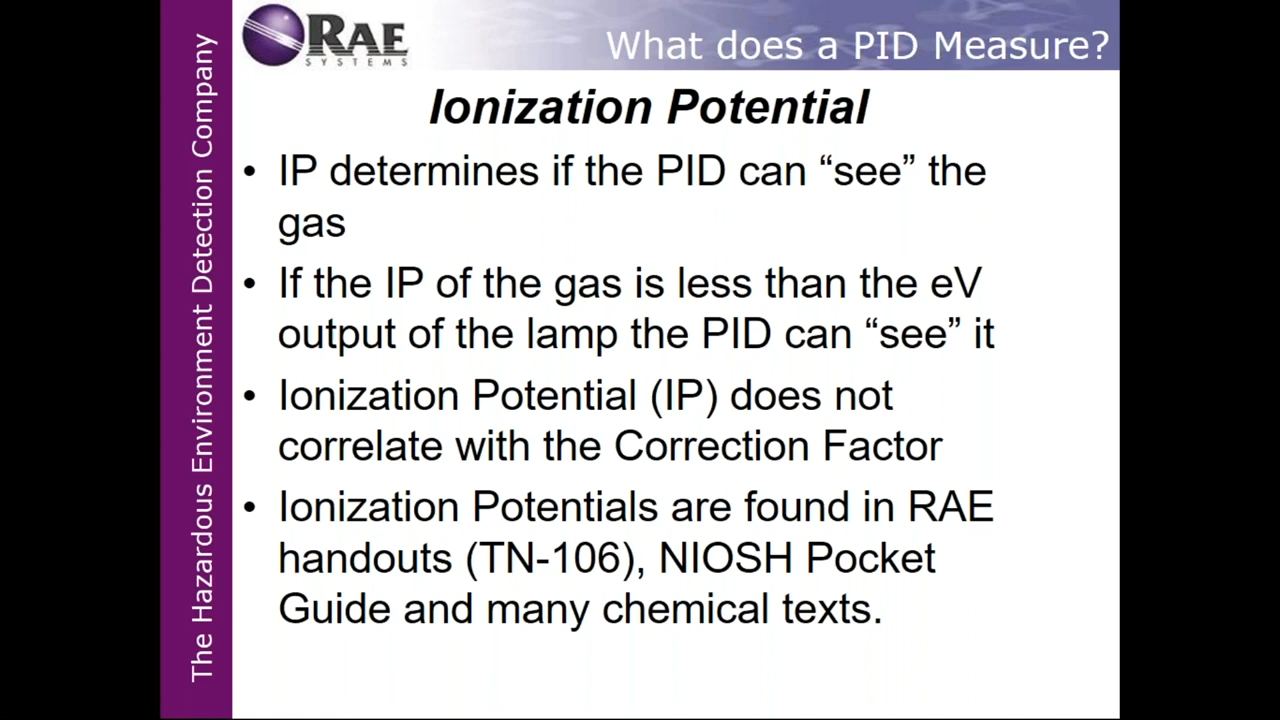 RAE
SYSTEMS
What does a PID Measure?
The Hazardous Environment Detection Company
Ionization Potential
• IP determines if the PID can “see” the
gas
• If the IP of the gas is less than the eV
output of the lamp the PID can “see” it
• Ionization Potential (IP) does not
correlate with the Correction Factor
• Ionization Potentials are found in RAE
handouts (TN-106), NIOSH Pocket
Guide and many chemical texts.